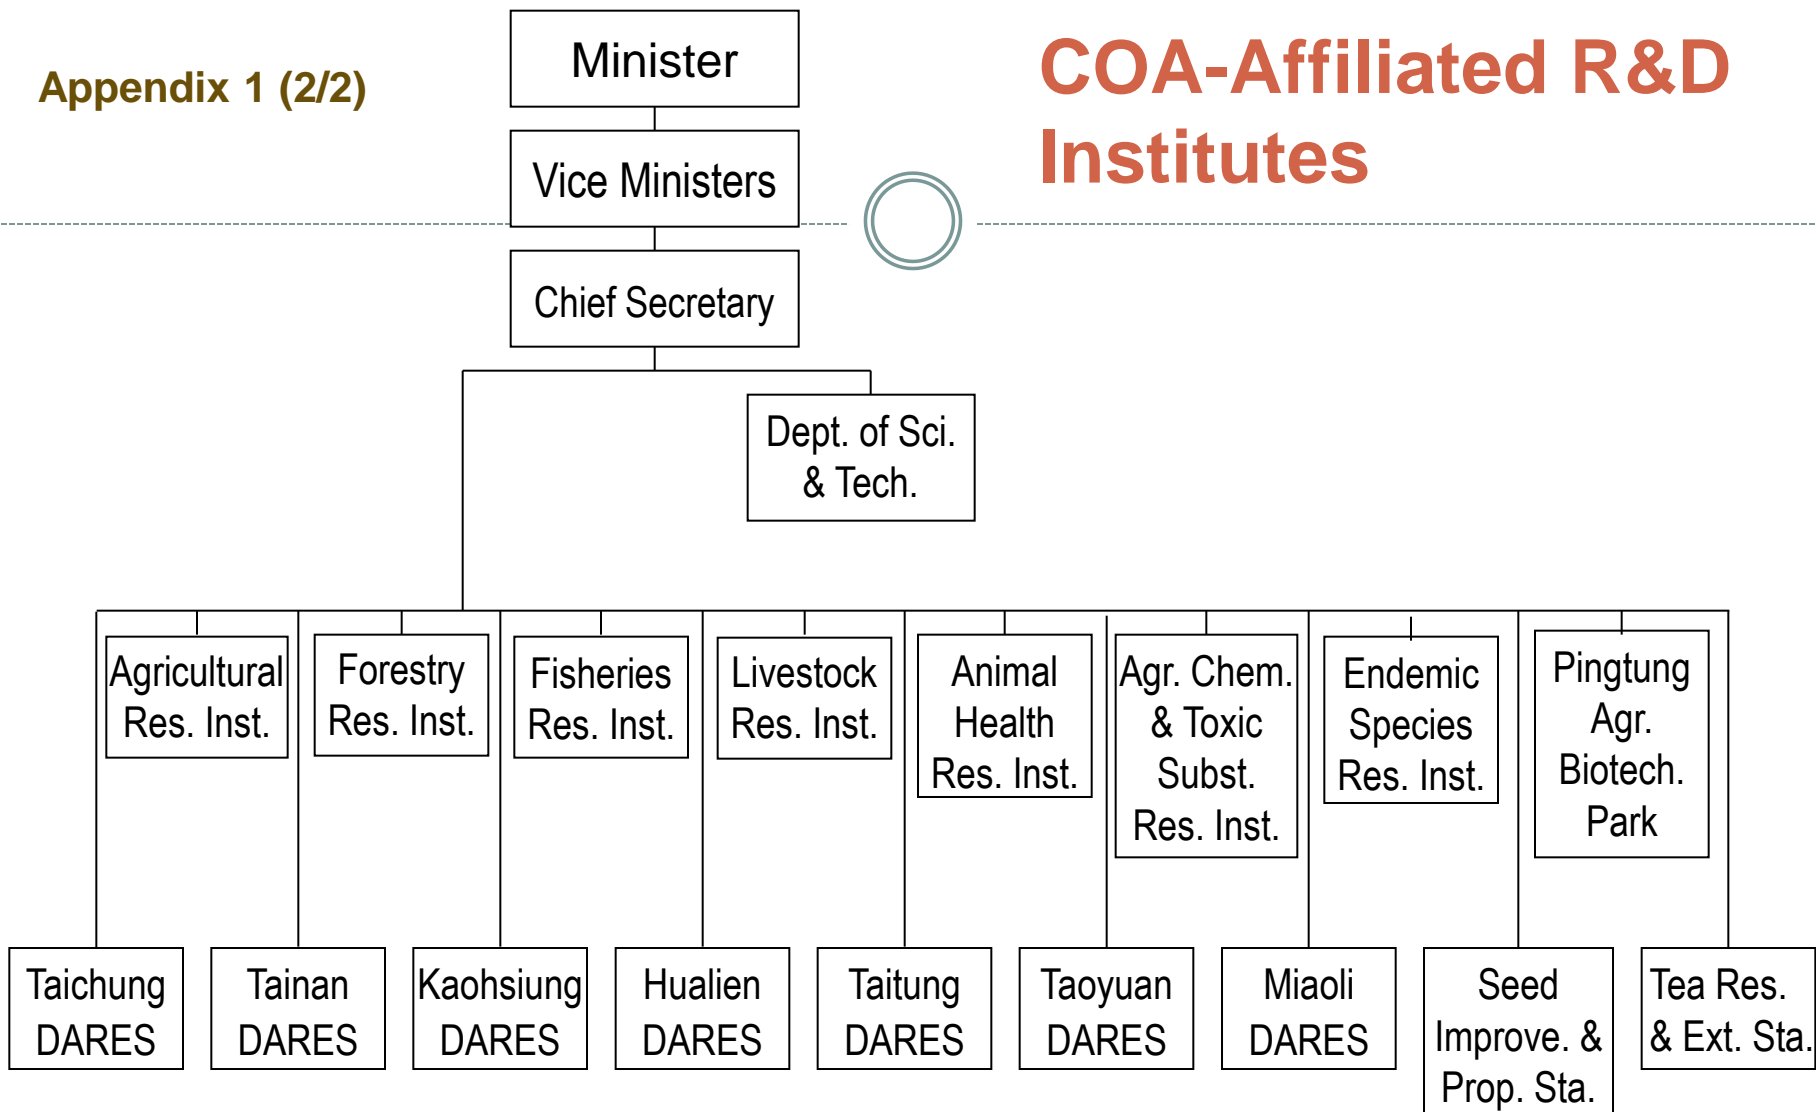 Appendix 1 (2/2)
COA-Affiliated R&D
Institutes
Minister
Vice Ministers
Chief Secretary
Dept. of Sci.
& Tech.
Agricultural
Res. Inst.
Forestry
Res. Inst.
Fisheries
Res. Inst.
Livestock
Res. Inst.
Animal
Health
Res. Inst.
Agr. Chem.
& Toxic
Subst.
Res. Inst.
Endemic
Species
Res. Inst.
Pingtung
Agr.
Biotech.
Park
Taichung
DARES
Tainan
DARES
Kaohsiung
DARES
Hualien
DARES
Taitung
DARES
Taoyuan
DARES
Miaoli
DARES
Seed
Improve. &
Prop. Sta.
Tea Res.
& Ext. Sta.